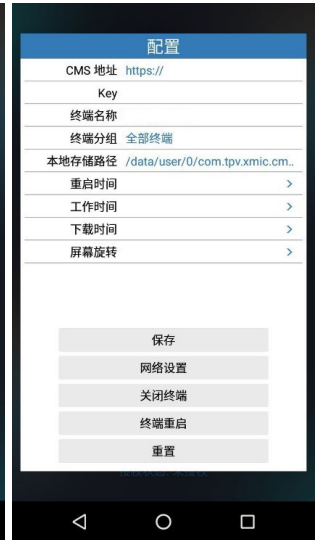 配置
CMS 地址 https://
Key
终端名称
终端分组 全部终端
本地存储路径 /data/user/0/com.tpv.xmic.cm..
重启时间 >
工作时间 >
下载时间 >
屏幕旋转 >
保存
网络设置
关闭终端
终端重启
重置